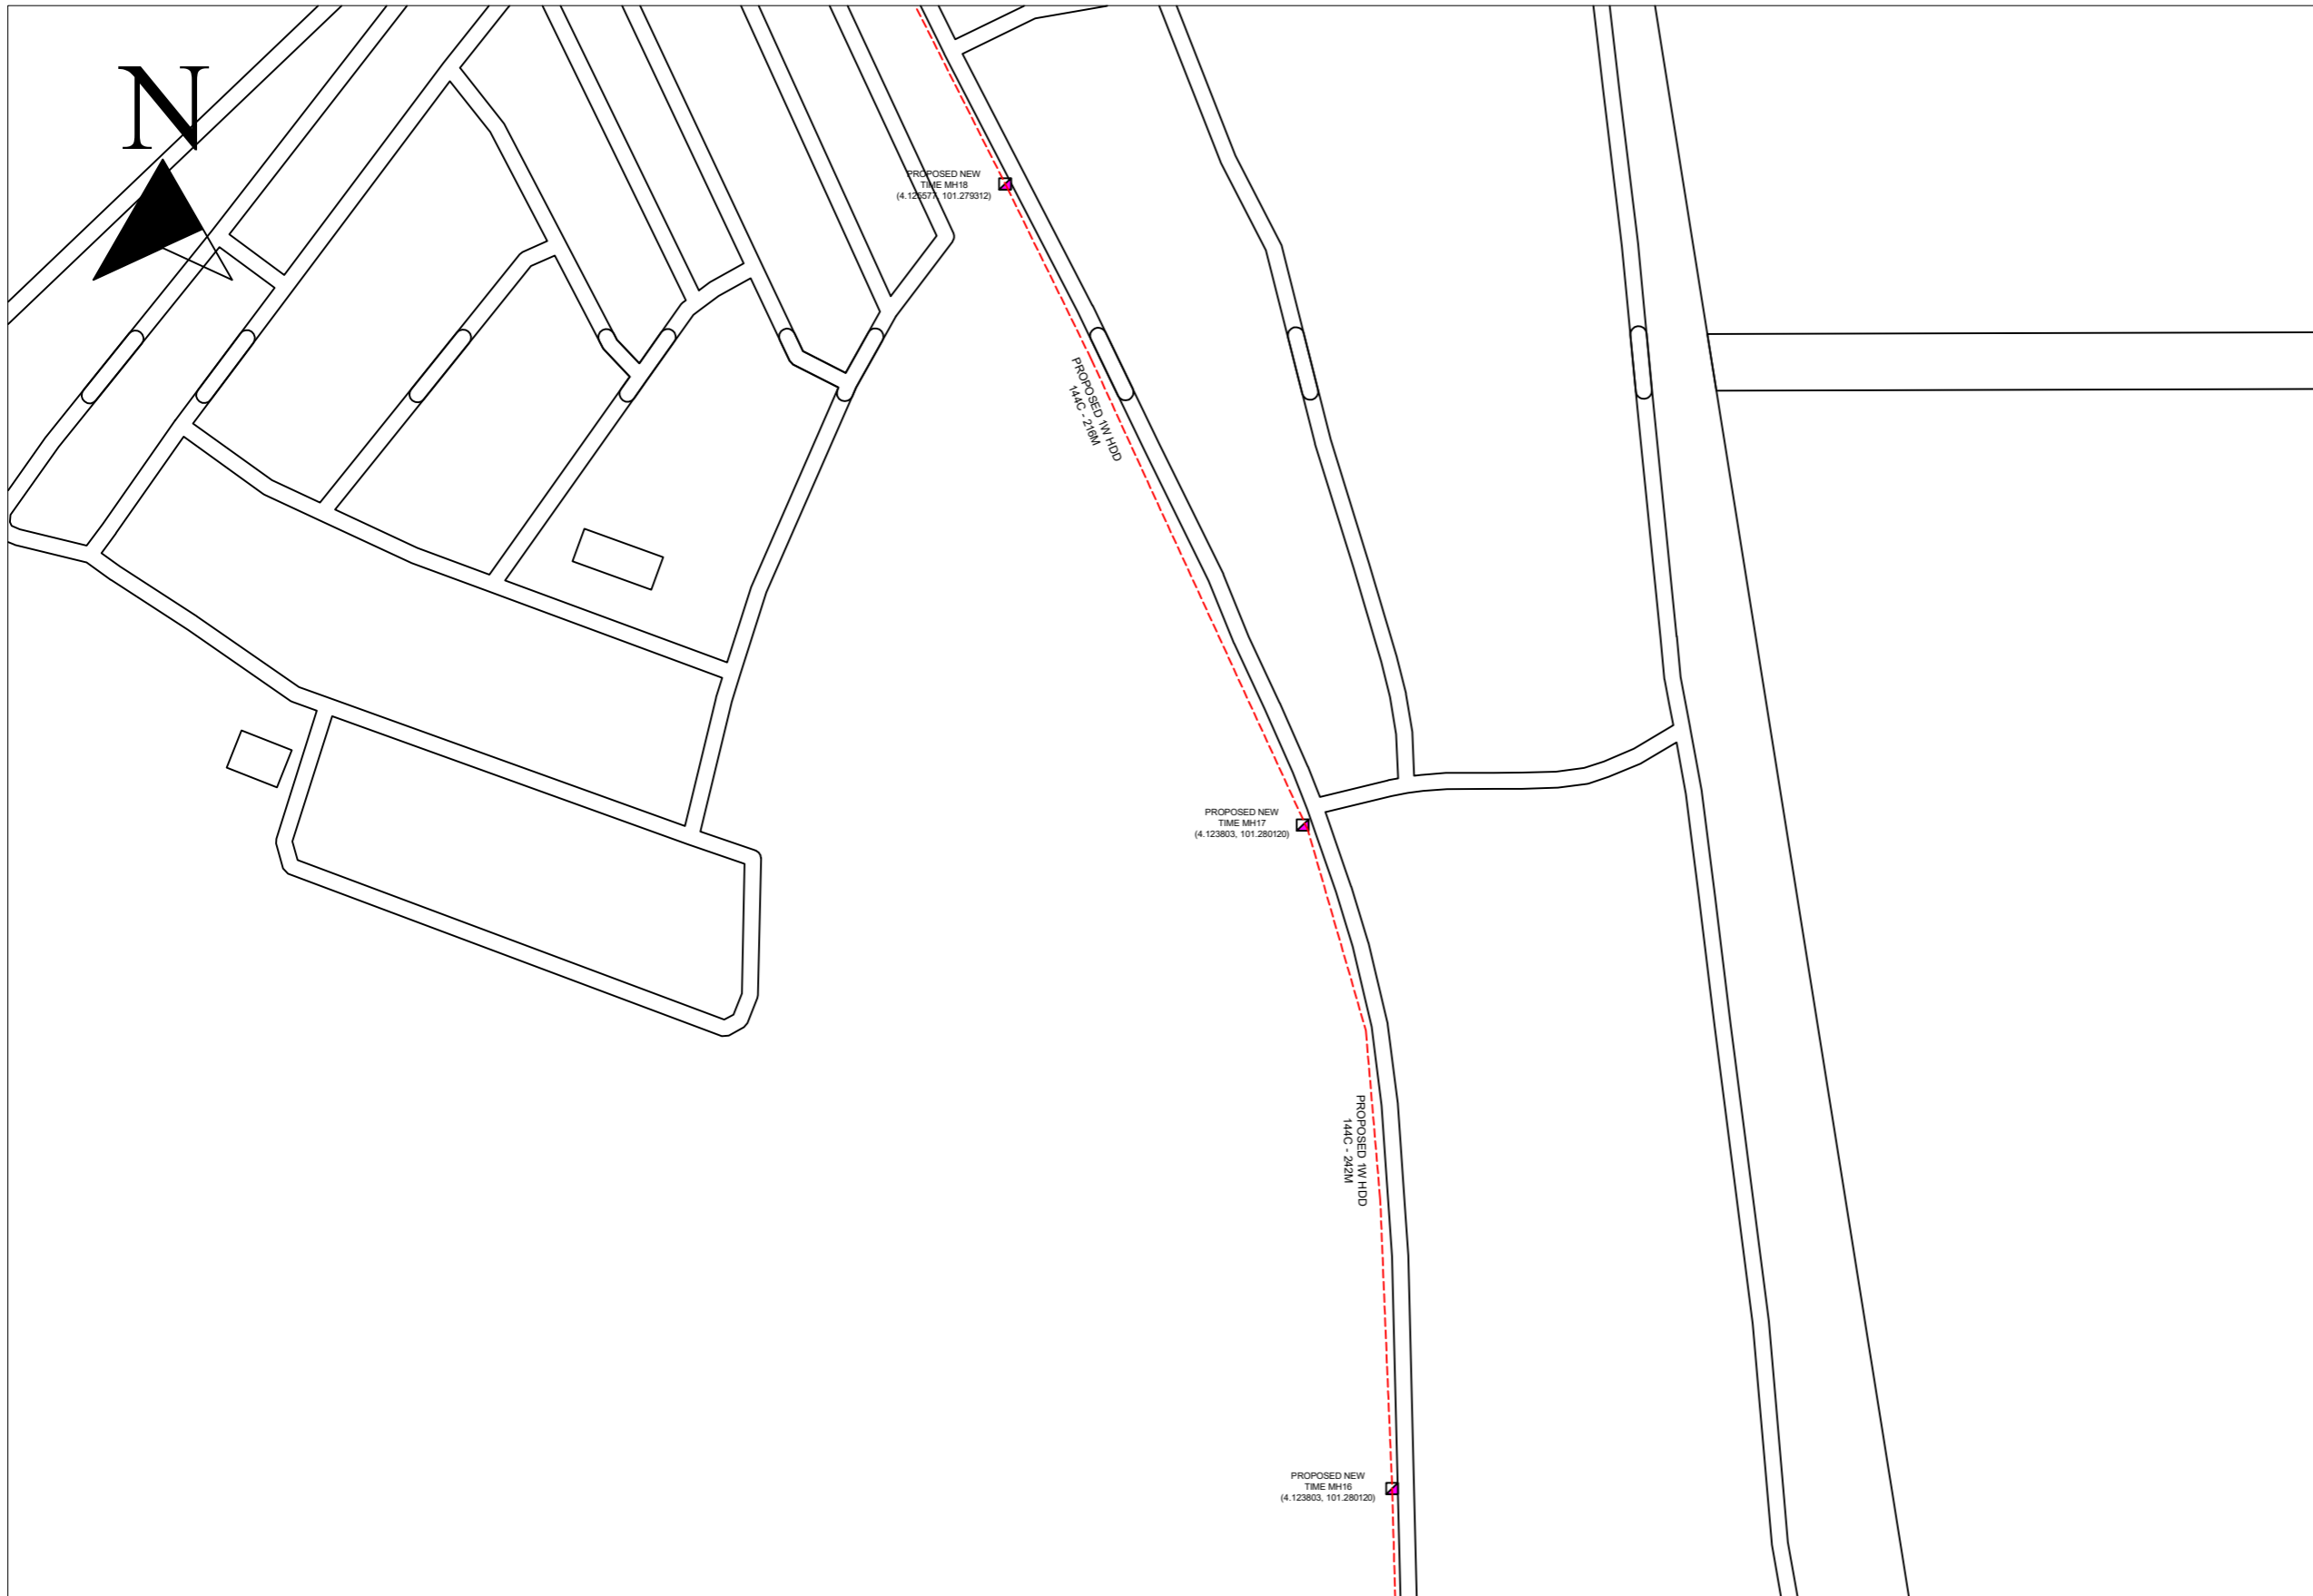 N
PROPOSED NEW
TIME MH18
(4.125577, 101.279312)
PROPOSED 1W HDD
144C - 216M
PROPOSED NEW
TIME MH17
(4.123803, 101.280120)
PROPOSED 1W HDD
144C - 242M
PROPOSED NEW
TIME MH16
(4.123803, 101.280120)